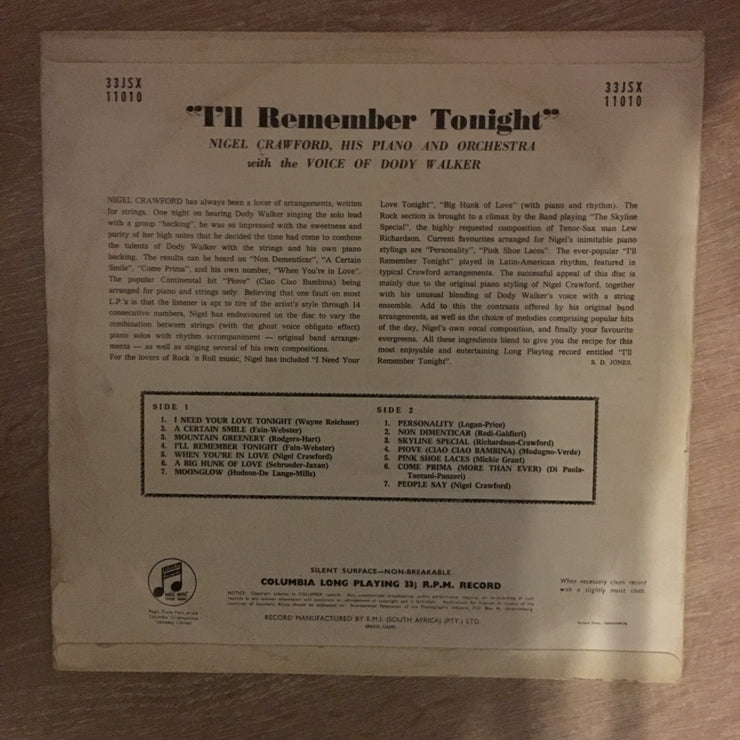 33JSX
11010
33JSX
11010
"I'll Remember Tonight"
NIGEL CRAWFORD, HIS PIANO AND ORCHESTRA
with the VOICE OF DODY WALKER
NIGEL CRAWFORD has always been a lover of arrangements, written
for strings. One night on hearing Dody Walker singing the solo lead
with a group "backing", he was so impressed with the sweetness and
purity of her high notes that he decided the time had come to combine
the talents of Dody Walker with the strings and his own piano
backing. The results can be heard on "Non Dementicar", "A Certain
Smile", "Come Prima", and his own number, "When You're in Love".
The popular Continental hit "Piove" (Ciao Ciao Bambina) being
arranged for piano and strings only. Believing that one fault on most
L.P.'s is that the listener is apt to tire of the artist's style through 14
consecutive numbers, Nigel has endeavoured on the disc to vary the
combination between strings (with the ghost voice obligato effect)
piano solos with rhythm accompaniment — original band arrange-
ments — as well as singing several of his own compositions.
For the lovers of Rock 'n Roll music, Nigel has included "I Need Your
Love Tonight", "Big Hunk of Love" (with piano and rhythm). The
Rock section is brought to a climax by the Band playing "The Skyline
Special", the highly requested composition of Tenor-Sax man Lew
Richardson. Current favourites arranged for Nigel's inimitable piano
stylings are "Personality", "Pink Shoe Laces". The ever-popular "I'll
Remember Tonight" played in Latin-American rhythm, featured in
typical Crawford arrangements. The successful appeal of this disc is
mainly due to the original piano styling of Nigel Crawford, together
with his unusual blending of Dody Walker's voice with a string
ensemble. Add to this the contrasts offered by his original band
arrangements, as well as the choice of melodies comprising popular hits
of the day, Nigel's own vocal composition, and finally your favourite
evergreens. All these ingredients blend to give you the recipe for this
most enjoyable and entertaining Long Playing record entitled "I'll
Remember Tonight".
S. D. JONES.
SIDE 1
1. I NEED YOUR LOVE TONIGHT (Wayne Reichner)
2. A CERTAIN SMILE (Fain-Webster)
3. MOUNTAIN GREENERY (Rodgers-Hart)
4. I'LL REMEMBER TONIGHT (Fain-Webster)
5. WHEN YOU'RE IN LOVE (Nigel Crawford)
6. A BIG HUNK OF LOVE (Schroeder-Jaxan)
7. MOONGLOW (Hudson-De Lange-Mills)
SIDE 2
1. PERSONALITY (Logan-Price)
2. NON DIMENTICAR (Redi-Galdieri)
3. SKYLINE SPECIAL (Richardson-Crawford)
4. PIOVE (CIAO CIAO BAMBINA) (Modugno-Verde)
5. PINK SHOE LACES (Mickie Grant)
6. COME PRIMA (MORE THAN EVER) (Di Paola-
Taccani-Panzeri)
7. PEOPLE SAY (Nigel Crawford)
SILENT SURFACE—NON-BREAKABLE
COLUMBIA LONG PLAYING 33⅓ R.P.M. RECORD
When necessary clean record
with a slightly moist cloth.
Regd. Trade Mark of the
Columbia Graphophone
Company Limited
RECORD MANUFACTURED BY E.M.I. (SOUTH AFRICA) (PTY.) LTD.